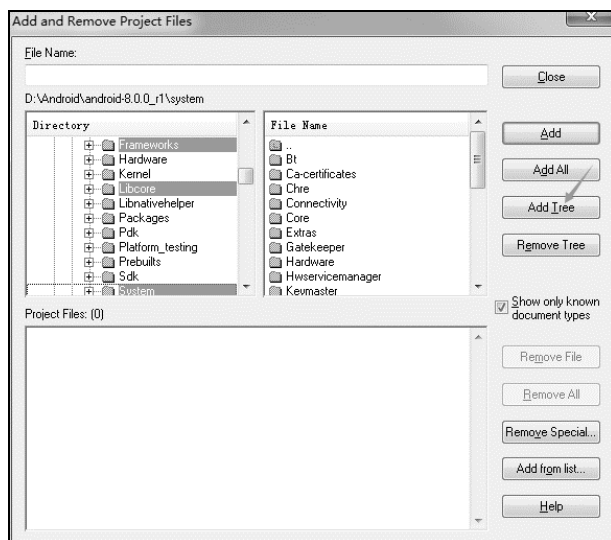 Add and Remove Project Files
File Name:
Close
D:\Android\android-8.0.0_r1\system
Directory
Frameworks
Hardware
Kernel
Libcore
Libnativehelper
Packages
Pdk
Platform_testing
Prebuilts
Sdk
System
File Name
..
Bt
Ca-certificates
Chre
Connectivity
Core
Extras
Gatekeeper
Hardware
Hwservicemanager
Keymaster
Add
Add All
Add Tree
Remove Tree
Show only known
document types
Project Files: (0)
Remove File
Remove All
Remove Special...
Add from list...
Help